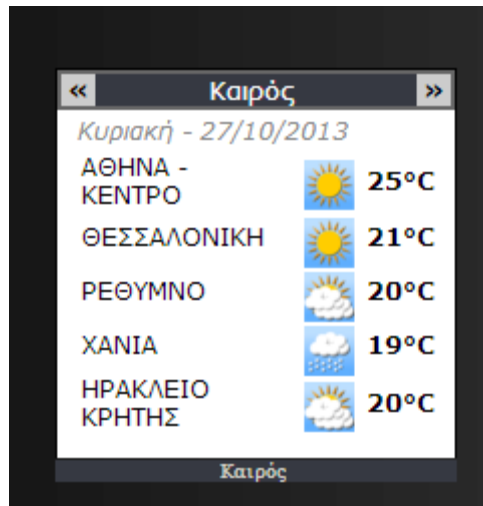 « Καιρός »
Κυριακή - 27/10/2013
ΑΘΗΝΑ -
ΚΕΝΤΡΟ 25°C
ΘΕΣΣΑΛΟΝΙΚΗ 21°C
ΡΕΘΥΜΝΟ 20°C
ΧΑΝΙΑ 19°C
ΗΡΑΚΛΕΙΟ
ΚΡΗΤΗΣ 20°C
Καιρός